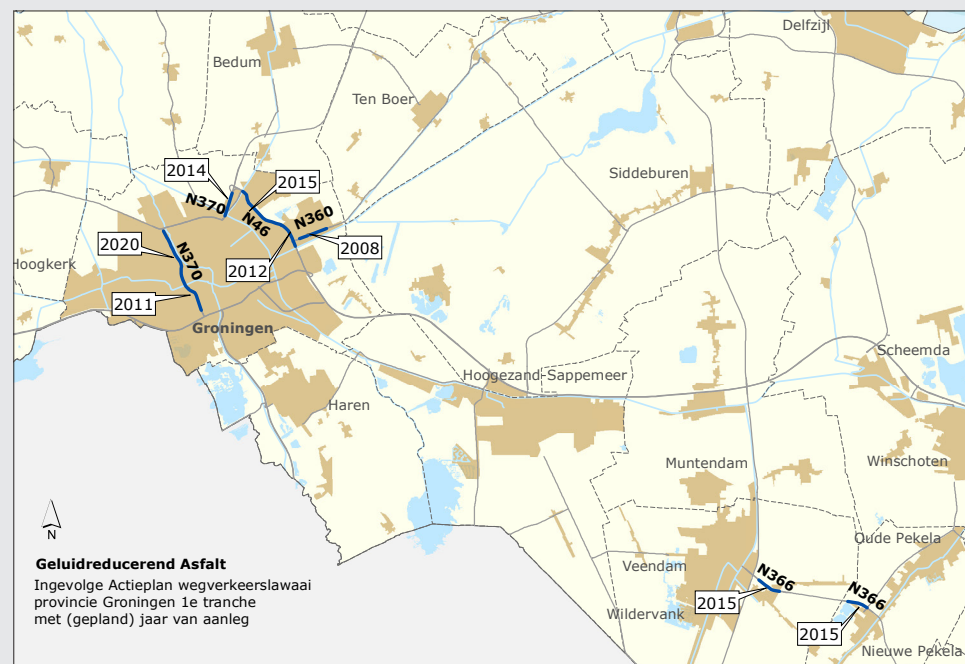 Delfzijl
Bedum
Ten Boer
2014
2015
Siddeburen
N370
N46
N360
2020
N370
2008
2012
Hoogkerk
2011
Groningen
Scheemda
Hoogezand-Sappemeer
Haren
Muntendam
Winschoten
N
Oude Pekela
Geluidreducerend Asfalt
Ingevolge Actieplan wegverkeerslawaai
provincie Groningen 1e tranche
met (gepland) jaar van aanleg
Veendam
N366
N366
2015
Wildervank
2015
Nieuwe Pekela